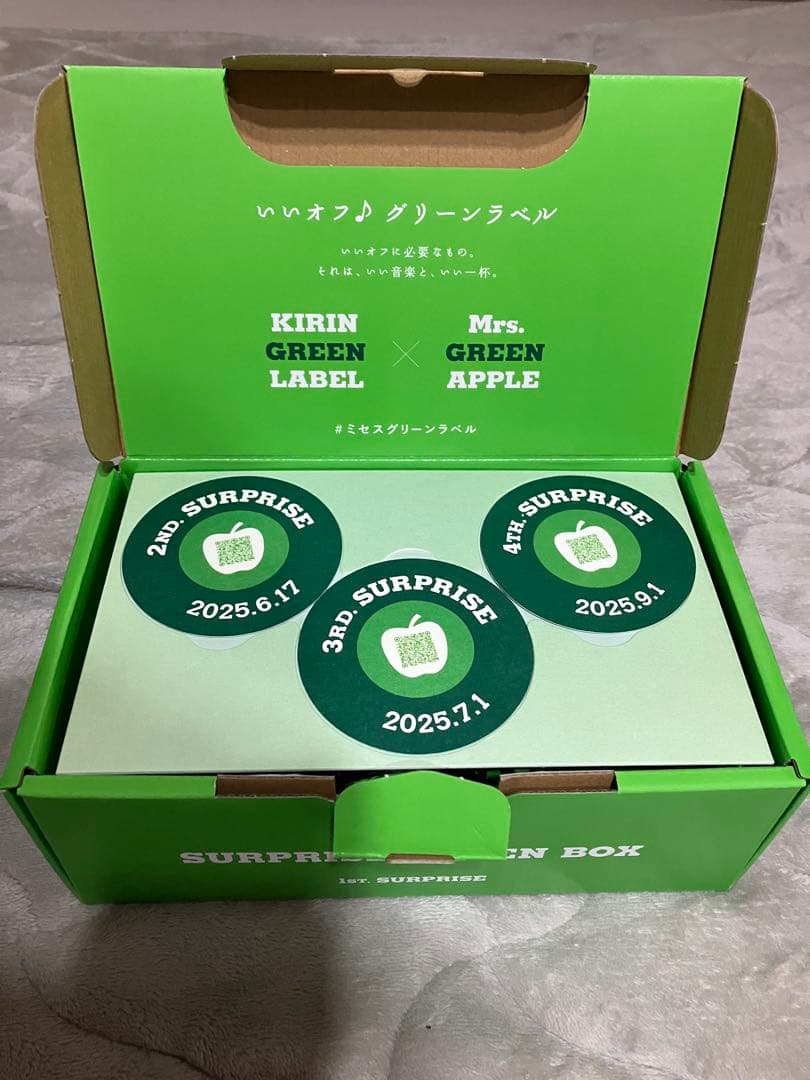 いいオフ♪ グリーンラベル
いいオフに必要なもの。
それは、いい音楽と、いい一杯。
KIRIN GREEN LABEL
×
Mrs. GREEN APPLE
#ミセスグリーンラベル
2ND. SURPRISE
2025.6.17
4TH. SURPRISE
2025.9.1
3RD. SURPRISE
2025.7.1
SURPRIS EN BOX
1ST. SURPRISE